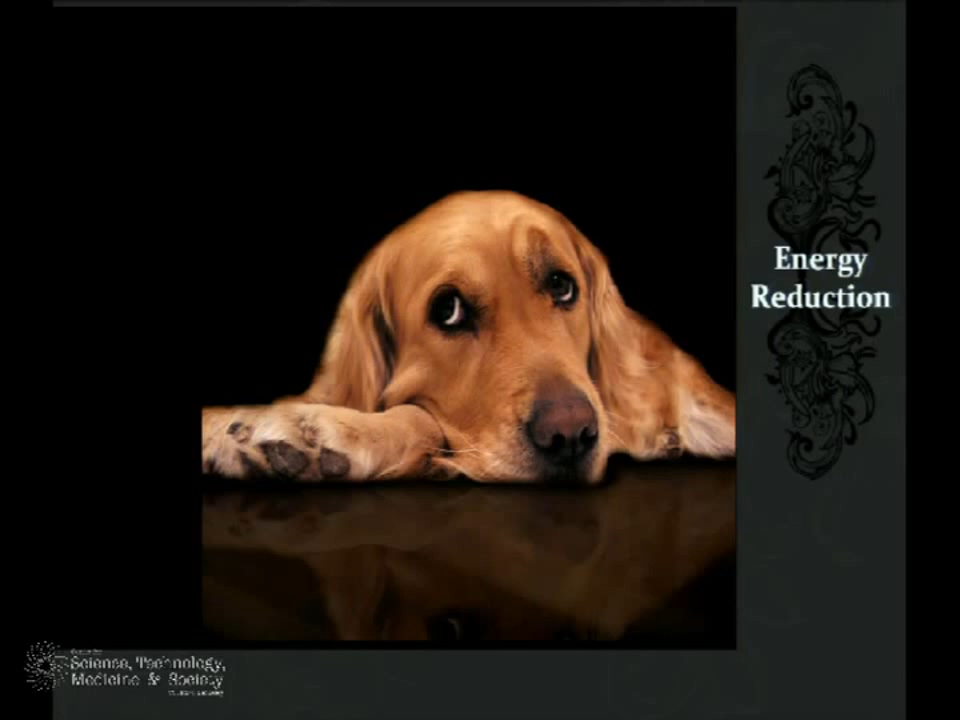 Energy
Reduction
Science, Technology,
Medicine & Society